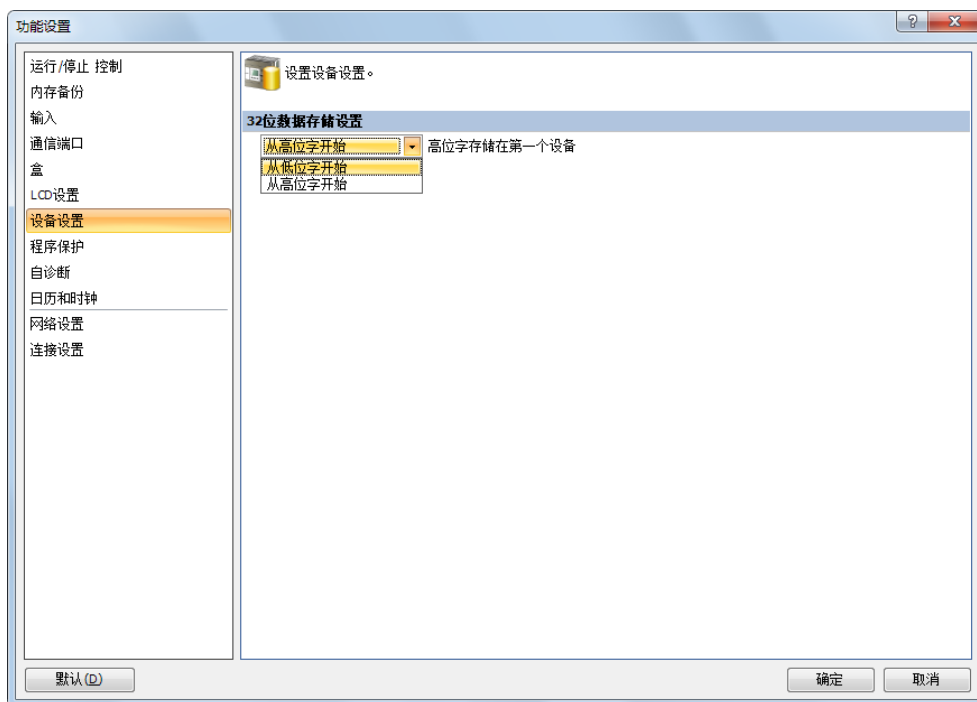 功能设置
运行/停止 控制
内存备份
输入
通信端口
盒
LCD设置
设备设置
程序保护
自诊断
日历和时钟
网络设置
连接设置
设置设备设置。
32位数据存储设置
从高位字开始 高位字存储在第一个设备
从低位字开始
从高位字开始
默认(D)
确定 取消